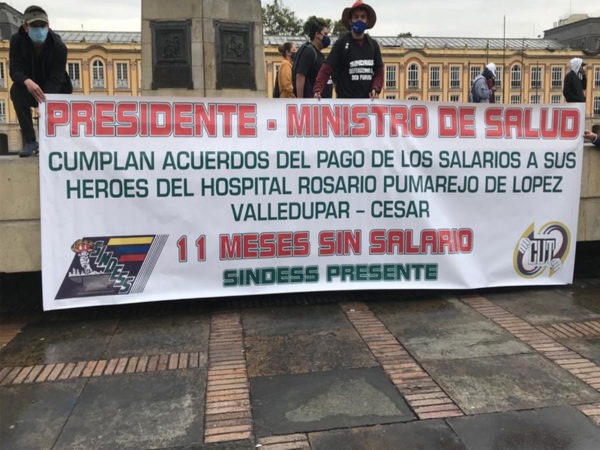 PRESIDENTE - MINISTRO DE SALUD
CUMPLAN ACUERDOS DEL PAGO DE LOS SALARIOS A SUS
HEROES DEL HOSPITAL ROSARIO PUMAREJO DE LOPEZ
VALLEDUPAR – CESAR
11 MESES SIN SALARIO
SINDESS PRESENTE
SINDESS